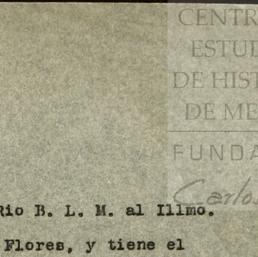 CENTR
ESTUD
DE HIST
DE ME
FUNDA
Carlos
Rio B. L. M. al Illmo.
Flores, y tiene el